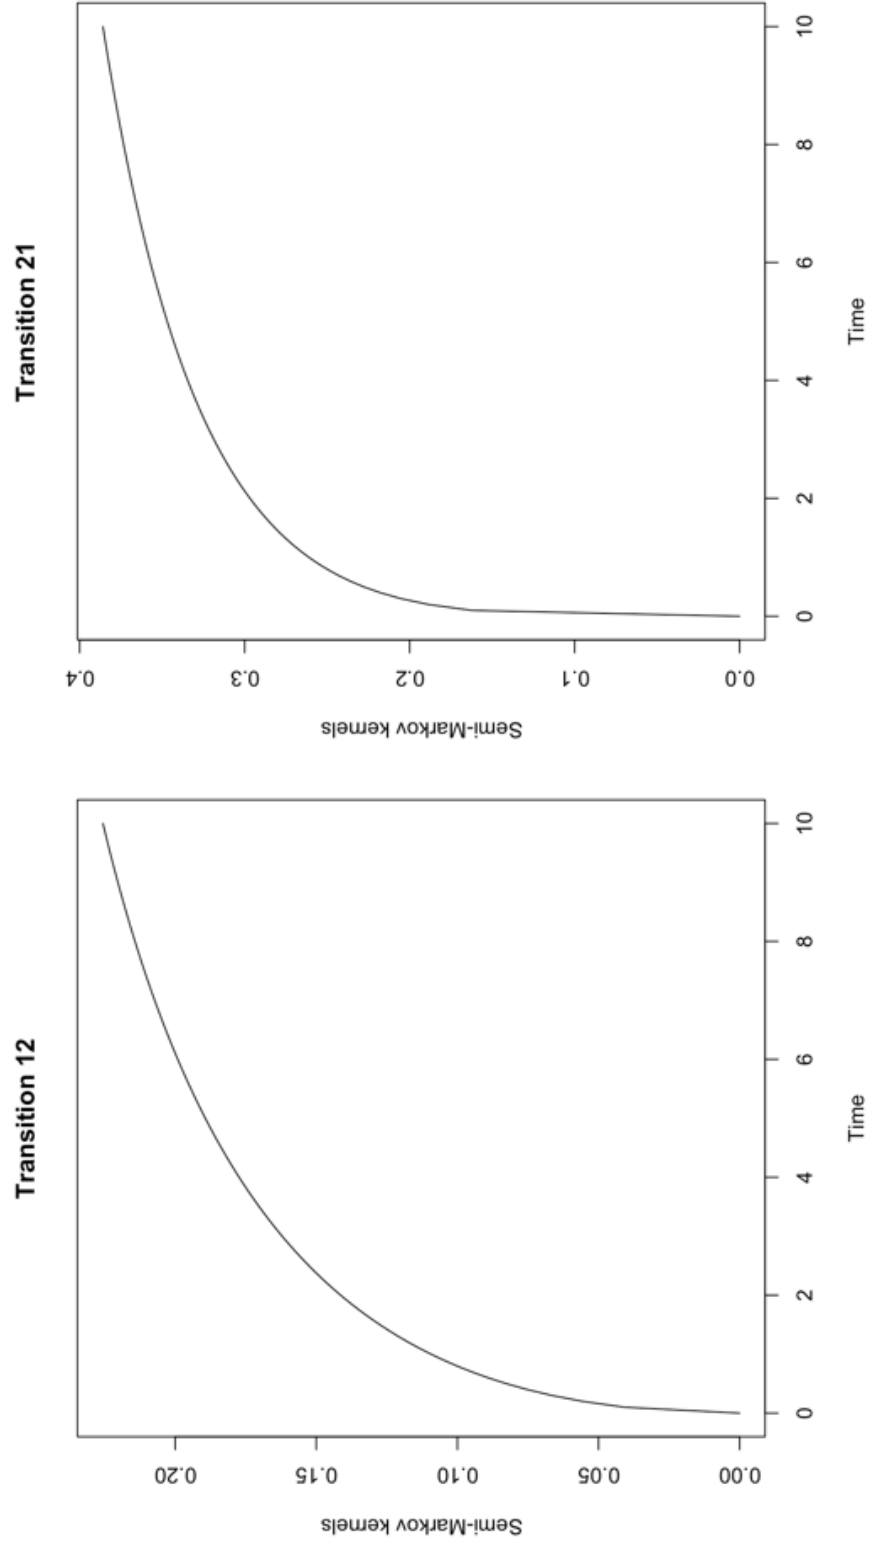 Transition 12
Semi-Markov kernels
0.00 0.05 0.10 0.15 0.20
0 2 4 6 8 10
Time
Transition 21
Semi-Markov kernels
0.0 0.1 0.2 0.3 0.4
0 2 4 6 8 10
Time